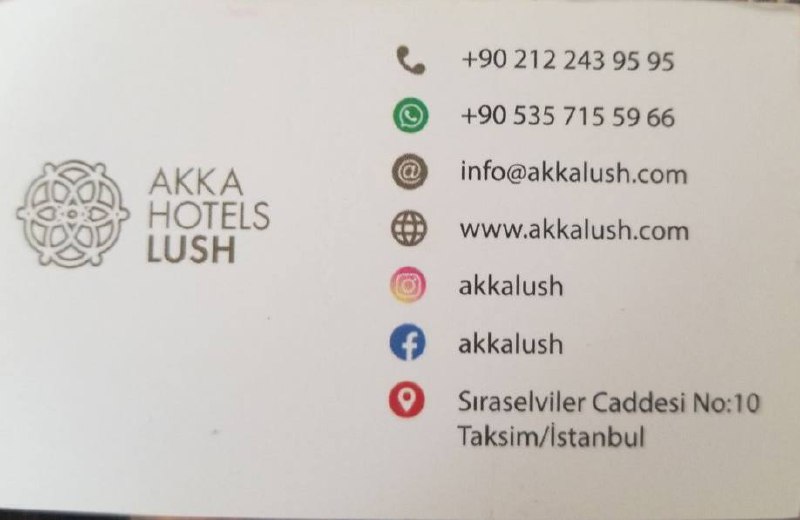 AKKA
HOTELS
LUSH
+90 212 243 95 95
+90 535 715 59 66
info@akkalush.com
www.akkalush.com
akkalush
akkalush
Sıraselviler Caddesi No:10
Taksim/İstanbul